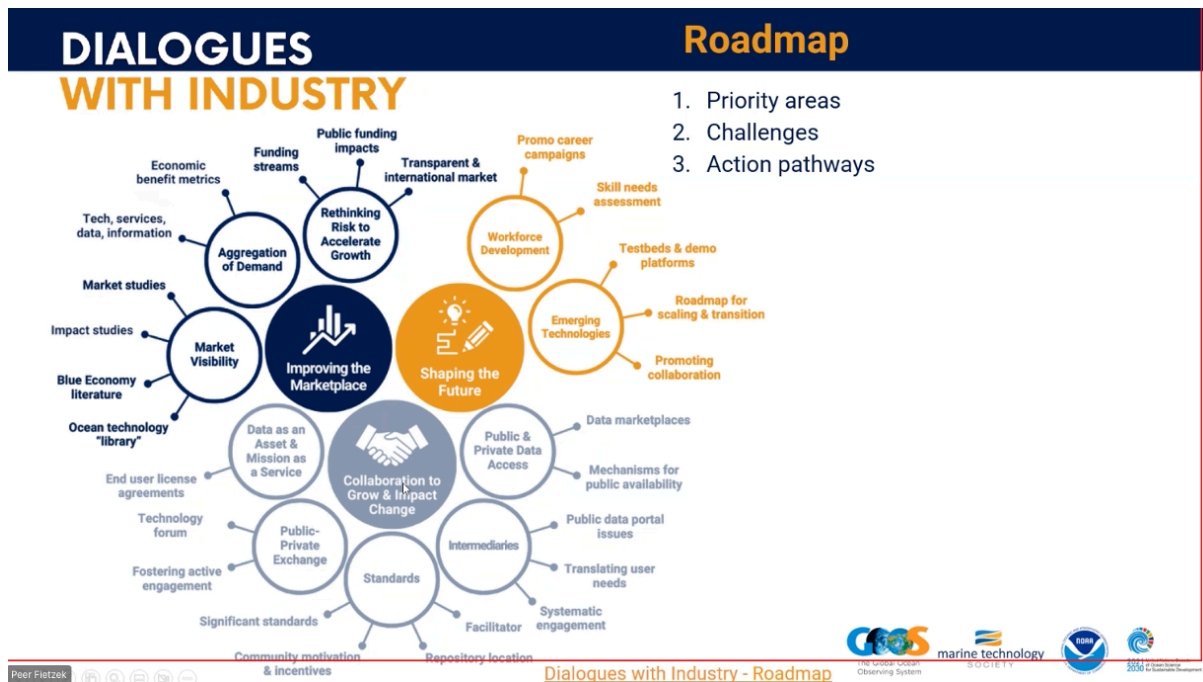 DIALOGUES
WITH INDUSTRY
Roadmap
1. Priority areas
2. Challenges
3. Action pathways
Public funding
impacts
Funding
streams
Transparent &
international market
Economic
benefit metrics
Tech, services,
data, information
Rethinking
Risk to
Accelerate
Growth
Aggregation
of Demand
Market studies
Impact studies
Blue Economy
literature
Ocean technology
"library"
Market
Visibility
Improving the
Marketplace
Promo career
campaigns
Skill needs
assessment
Workforce
Development
Testbeds & demo
platforms
Roadmap for
scaling & transition
Promoting
collaboration
Emerging
Technologies
Shaping the
Future
Data as an
Asset &
Mission as
a Service
End user license
agreements
Technology
forum
Fostering active
engagement
Public-
Private
Exchange
Collaboration to
Grow & Impact
Change
Public &
Private Data
Access
Data marketplaces
Mechanisms for
public availability
Intermediaries
Public data portal
issues
Translating user
needs
Systematic
engagement
Standards
Significant standards
Community motivation
& incentives
Facilitator
Repository location
GOOS
The Global Ocean
Observing System
marine technology
SOCIETY
NOAA
2021
2030
Dialogues with Industry - Roadmap
Peer Fietzek